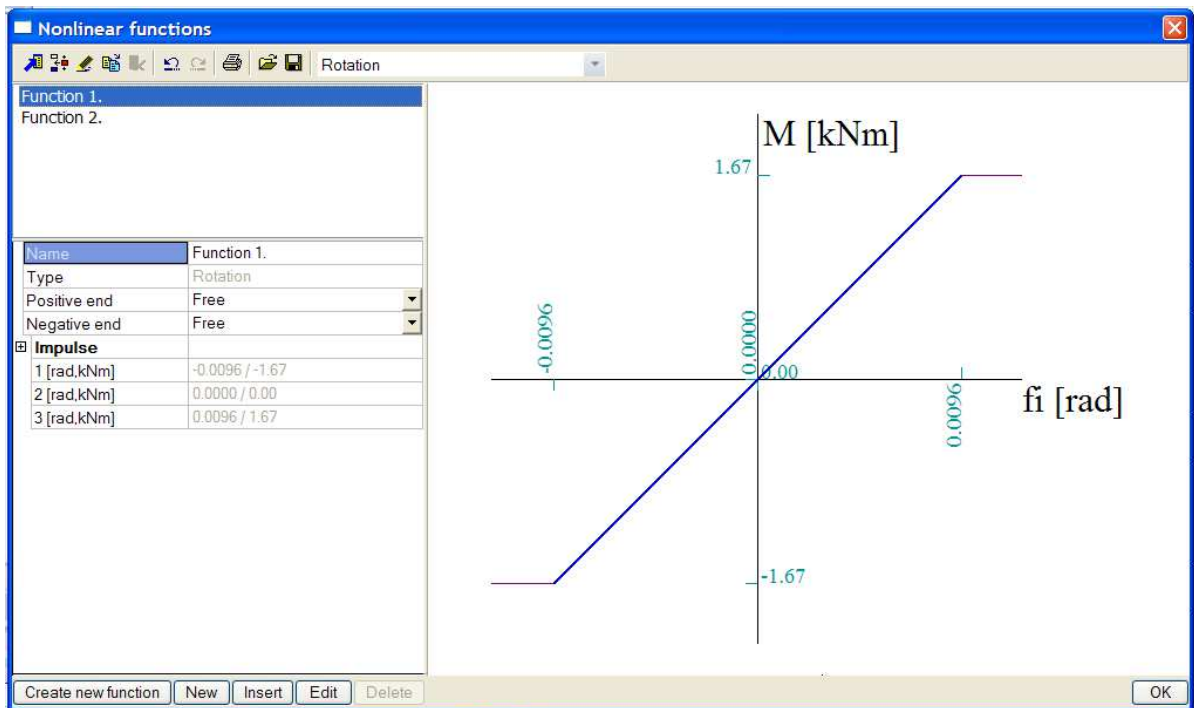 Nonlinear functions
Rotation
Function 1.
Function 2.
Name Function 1.
Type Rotation
Positive end Free
Negative end Free
Impulse
1 [rad,kNm] -0.0096 / -1.67
2 [rad,kNm] 0.0000 / 0.00
3 [rad,kNm] 0.0096 / 1.67
M [kNm]
1.67
-0.0096
0.0000
0.00
0.0096
fi [rad]
-1.67
Create new function New Insert Edit Delete OK